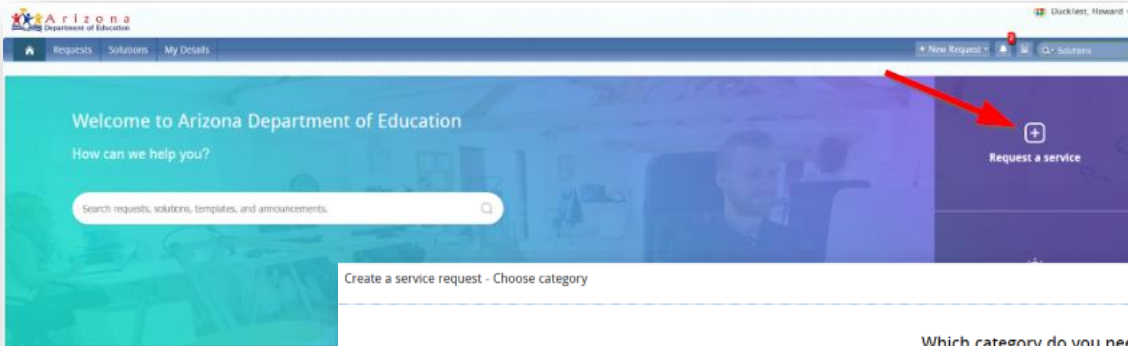 Arizona
Department of Education
Ducktest, Howard
Requests Solutions My Details
+ New Request
2
Solutions
Welcome to Arizona Department of Education
How can we help you?
Request a service
Search requests, solutions, templates, and announcements.
Create a service request - Choose category
Which category do you nee